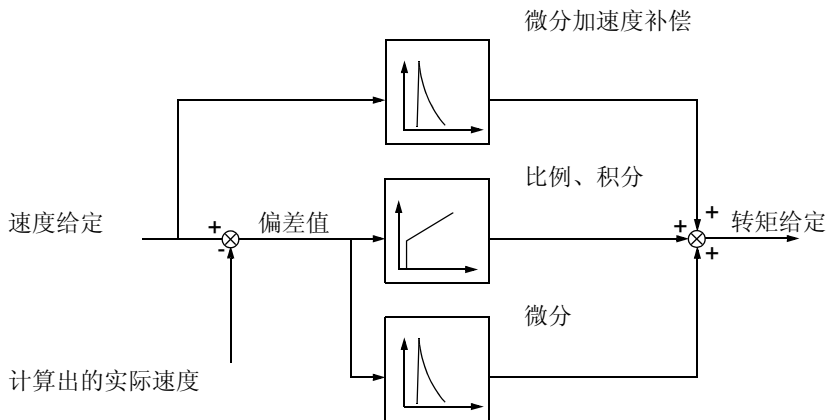 微分加速度补偿
比例、积分
速度给定
+
-
偏差值
+
+
+
转矩给定
微分
计算出的实际速度